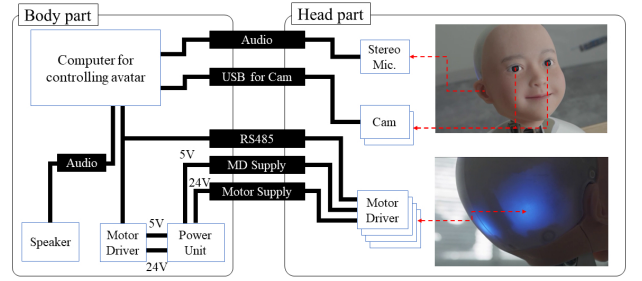 Body part
Head part
Computer for
controlling avatar
Audio
Stereo
Mic.
USB for Cam
Cam
RS485
5V
MD Supply
24V
Motor Supply
Audio
Speaker
Motor
Driver
5V
24V
Power
Unit
Motor
Driver